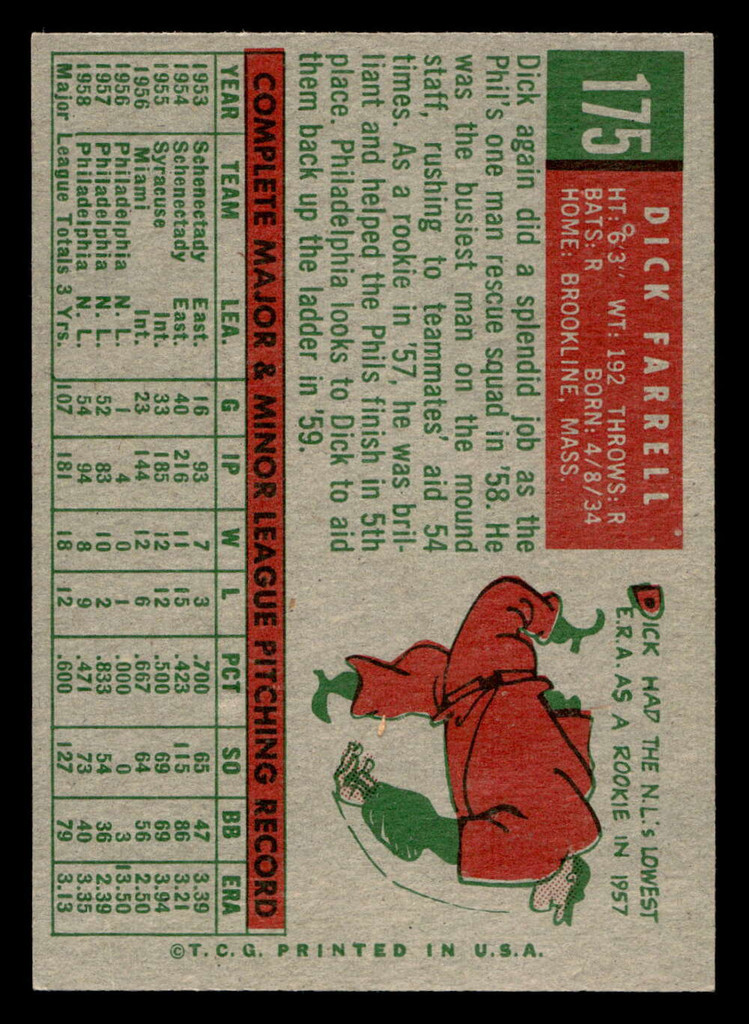 175
DICK FARRELL
HT: 6'3" WT: 192 THROWS: R
BATS: R BORN: 4/8/34
HOME: BROOKLINE, MASS.
Dick again did a splendid job as the
Phil's one man rescue squad in '58. He
was the busiest man on the mound
staff, rushing to teammates' aid 54
times. As a rookie in '57, he was bril-
liant and helped the Phils finish in 5th
place. Philadelphia looks to Dick to aid
them back up the ladder in '59.
DICK HAD THE N.L.'s LOWEST
E.R.A. AS A ROOKIE IN 1957
COMPLETE MAJOR & MINOR LEAGUE PITCHING RECORD
YEAR TEAM LEA. G IP W L PCT SO BB ERA
1953 Schenectady East. 16 93 7 3 .700 65 47 3.39
1954 Schenectady East. 40 216 11 15 .423 115 86 3.21
1955 Syracuse Int. 33 185 12 12 .500 69 69 3.94
1956 Miami Int. 23 144 12 6 .667 64 56 2.50
1956 Philadelphia N. L. 1 4 0 1 .000 0 3 13.50
1957 Philadelphia N. L. 52 83 10 2 .833 54 36 2.39
1958 Philadelphia N. L. 54 94 8 9 .471 73 40 3.35
Major League Totals 3 Yrs. 107 181 18 12 .600 127 79 3.13
©T.C.G. PRINTED IN U.S.A.